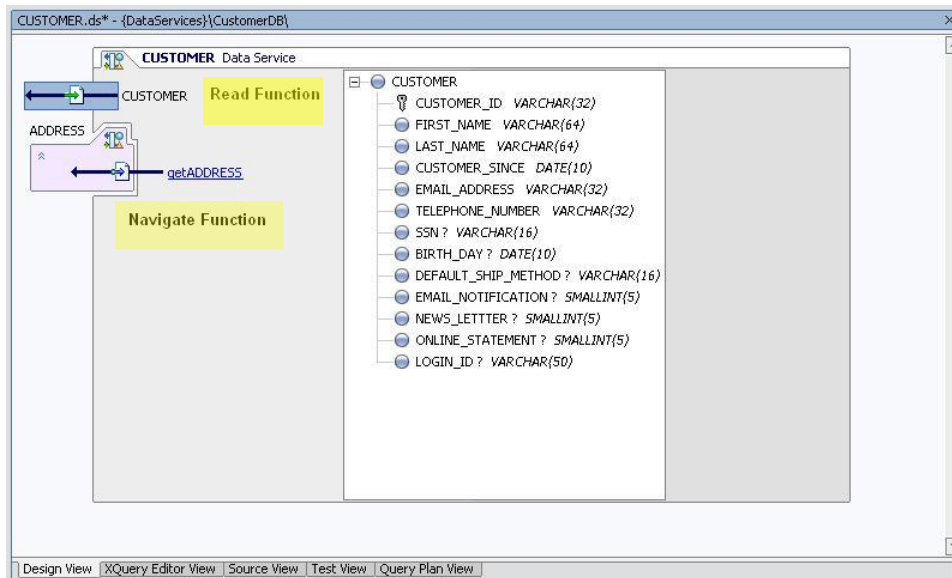 CUSTOMER.ds* - {DataServices}\CustomerDB\
CUSTOMER Data Service
CUSTOMER
Read Function
ADDRESS
getADDRESS
Navigate Function
CUSTOMER
CUSTOMER_ID VARCHAR(32)
FIRST_NAME VARCHAR(64)
LAST_NAME VARCHAR(64)
CUSTOMER_SINCE DATE(10)
EMAIL_ADDRESS VARCHAR(32)
TELEPHONE_NUMBER VARCHAR(32)
SSN ? VARCHAR(16)
BIRTH_DAY ? DATE(10)
DEFAULT_SHIP_METHOD ? VARCHAR(16)
EMAIL_NOTIFICATION ? SMALLINT(5)
NEWS_LETTTER ? SMALLINT(5)
ONLINE_STATEMENT ? SMALLINT(5)
LOGIN_ID ? VARCHAR(50)
Design View XQuery Editor View Source View Test View Query Plan View